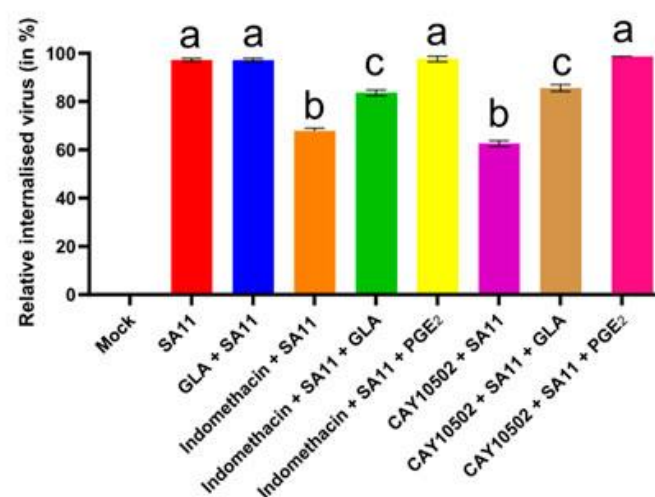 Relative internalised virus (in %)
100
80
60
40
20
0
a
a
b
c
a
b
c
a
Mock
SA11
GLA + SA11
Indomethacin + SA11
Indomethacin + SA11 + GLA
Indomethacin + SA11 + PGE₂
CAY10502 + SA11
CAY10502 + SA11 + GLA
CAY10502 + SA11 + PGE₂